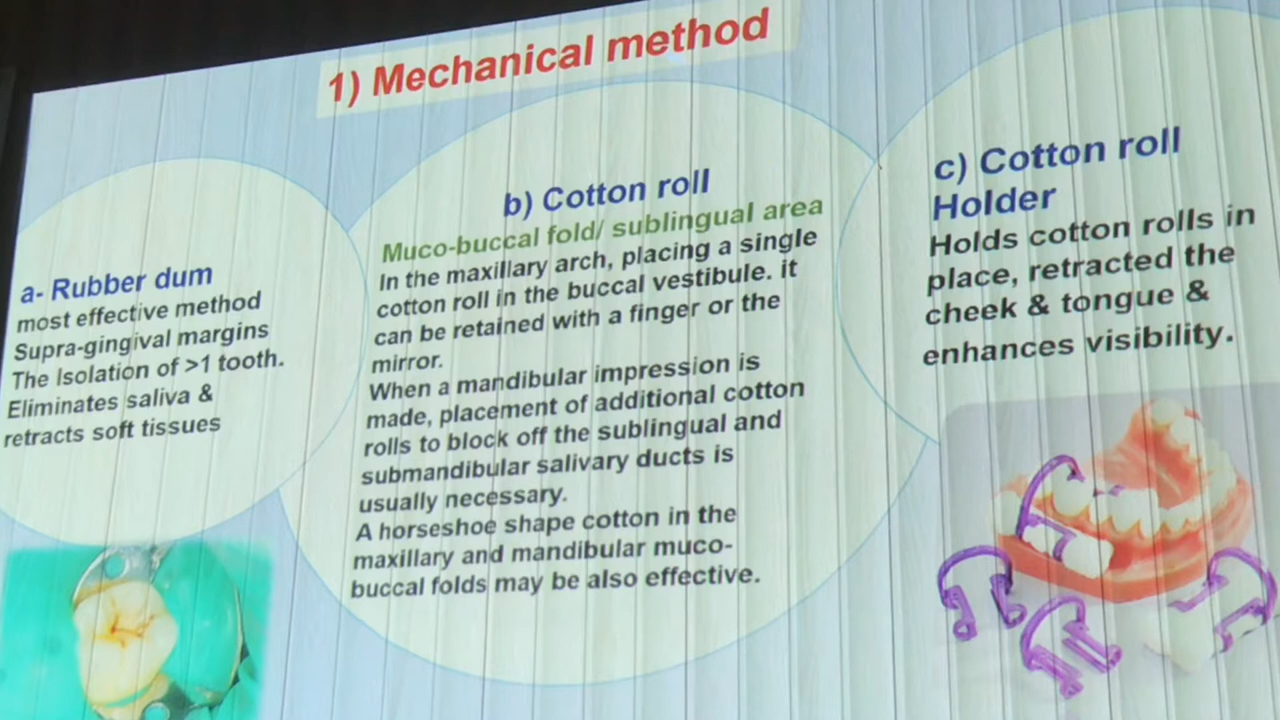 1) Mechanical method
a- Rubber dum
most effective method
Supra-gingival margins
The Isolation of >1 tooth.
Eliminates saliva &
retracts soft tissues
b) Cotton roll
Muco-buccal fold/ sublingual area
In the maxillary arch, placing a single
cotton roll in the buccal vestibule. it
can be retained with a finger or the
mirror.
When a mandibular impression is
made, placement of additional cotton
rolls to block off the sublingual and
submandibular salivary ducts is
usually necessary.
A horseshoe shape cotton in the
maxillary and mandibular muco-
buccal folds may be also effective.
c) Cotton roll
Holder
Holds cotton rolls in
place, retracted the
cheek & tongue &
enhances visibility.